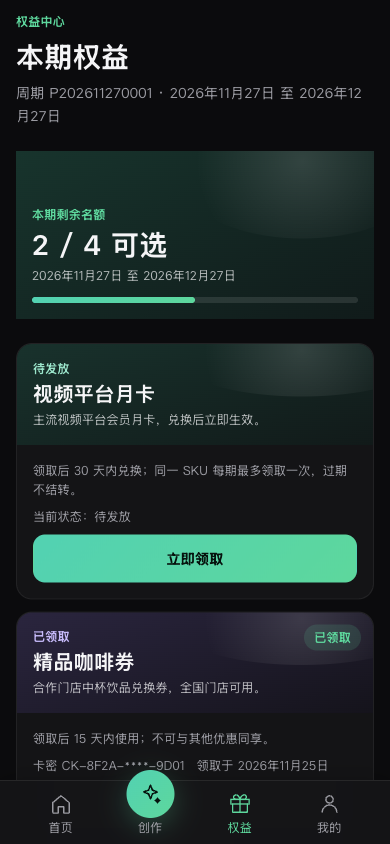 权益中心
本期权益
周期 P202611270001 · 2026年11月27日 至 2026年12
月27日
本期剩余名额
2 / 4 可选
2026年11月27日 至 2026年12月27日
待发放
视频平台月卡
主流视频平台会员月卡，兑换后立即生效。
领取后 30 天内兑换；同一 SKU 每期最多领取一次，过期
不结转。
当前状态：待发放
立即领取
已领取
已领取
精品咖啡券
合作门店中杯饮品兑换券，全国门店可用。
领取后 15 天内使用；不可与其他优惠同享。
卡密 CK-8F2A-****-9D01 领取于 2026年11月25日
首页
创作
权益
我的